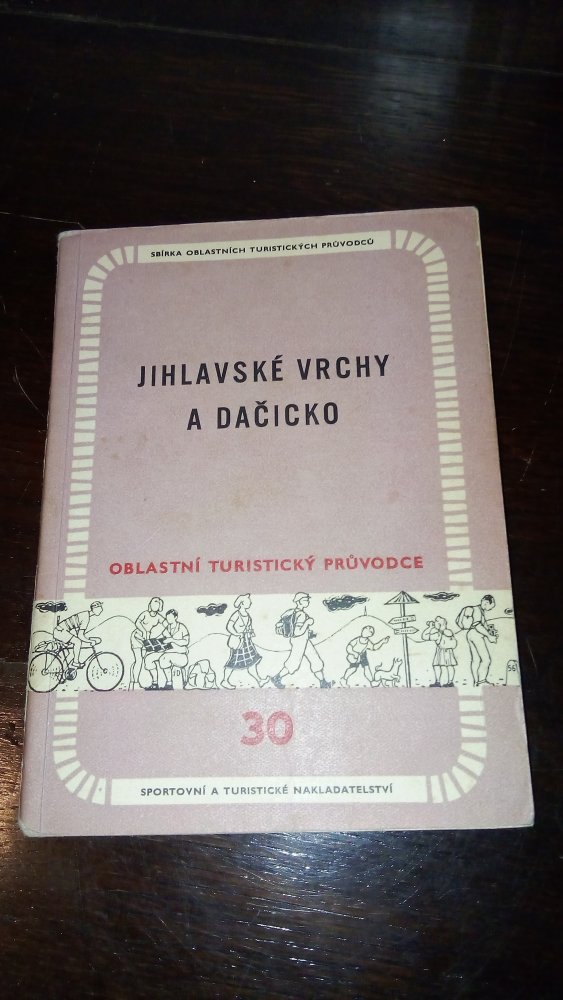 SBÍRKA OBLASTNÍCH TURISTICKÝCH PRŮVODCŮ
JIHLAVSKÉ VRCHY
A DAČICKO
OBLASTNÍ TURISTICKÝ PRŮVODCE
30
SPORTOVNÍ A TURISTICKÉ NAKLADATELSTVÍ